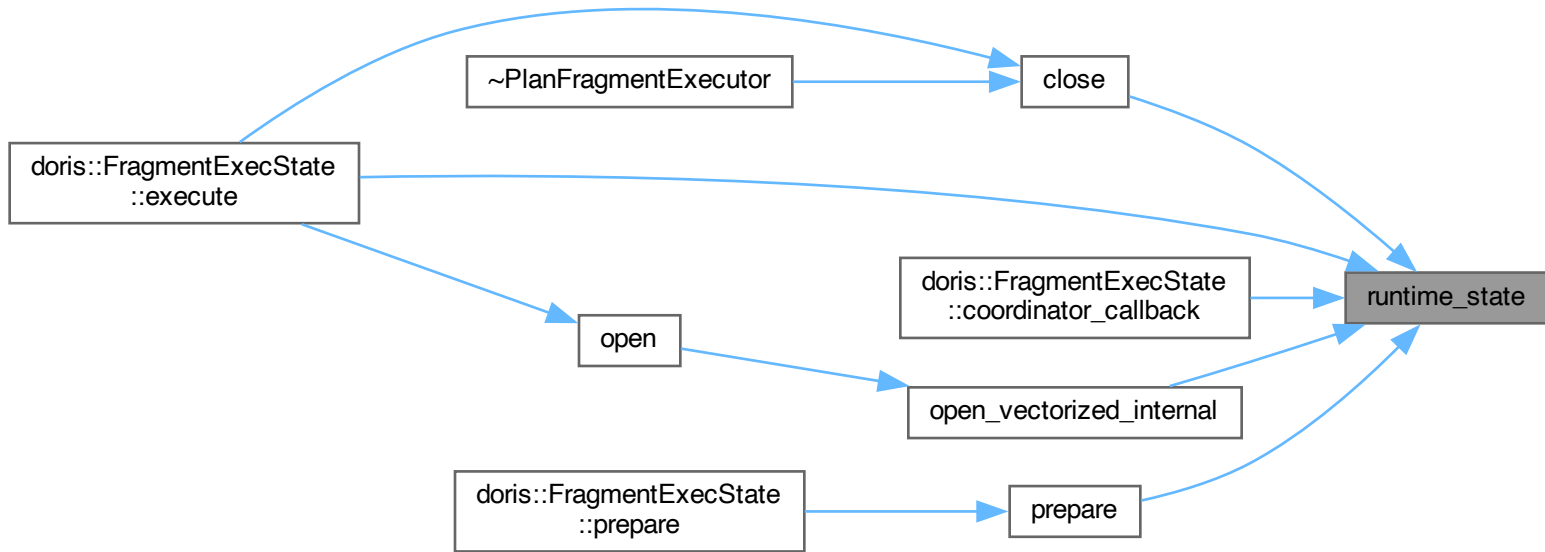 ~PlanFragmentExecutor
close
doris::FragmentExecState
::execute
doris::FragmentExecState
::coordinator_callback
runtime_state
open
open_vectorized_internal
doris::FragmentExecState
::prepare
prepare